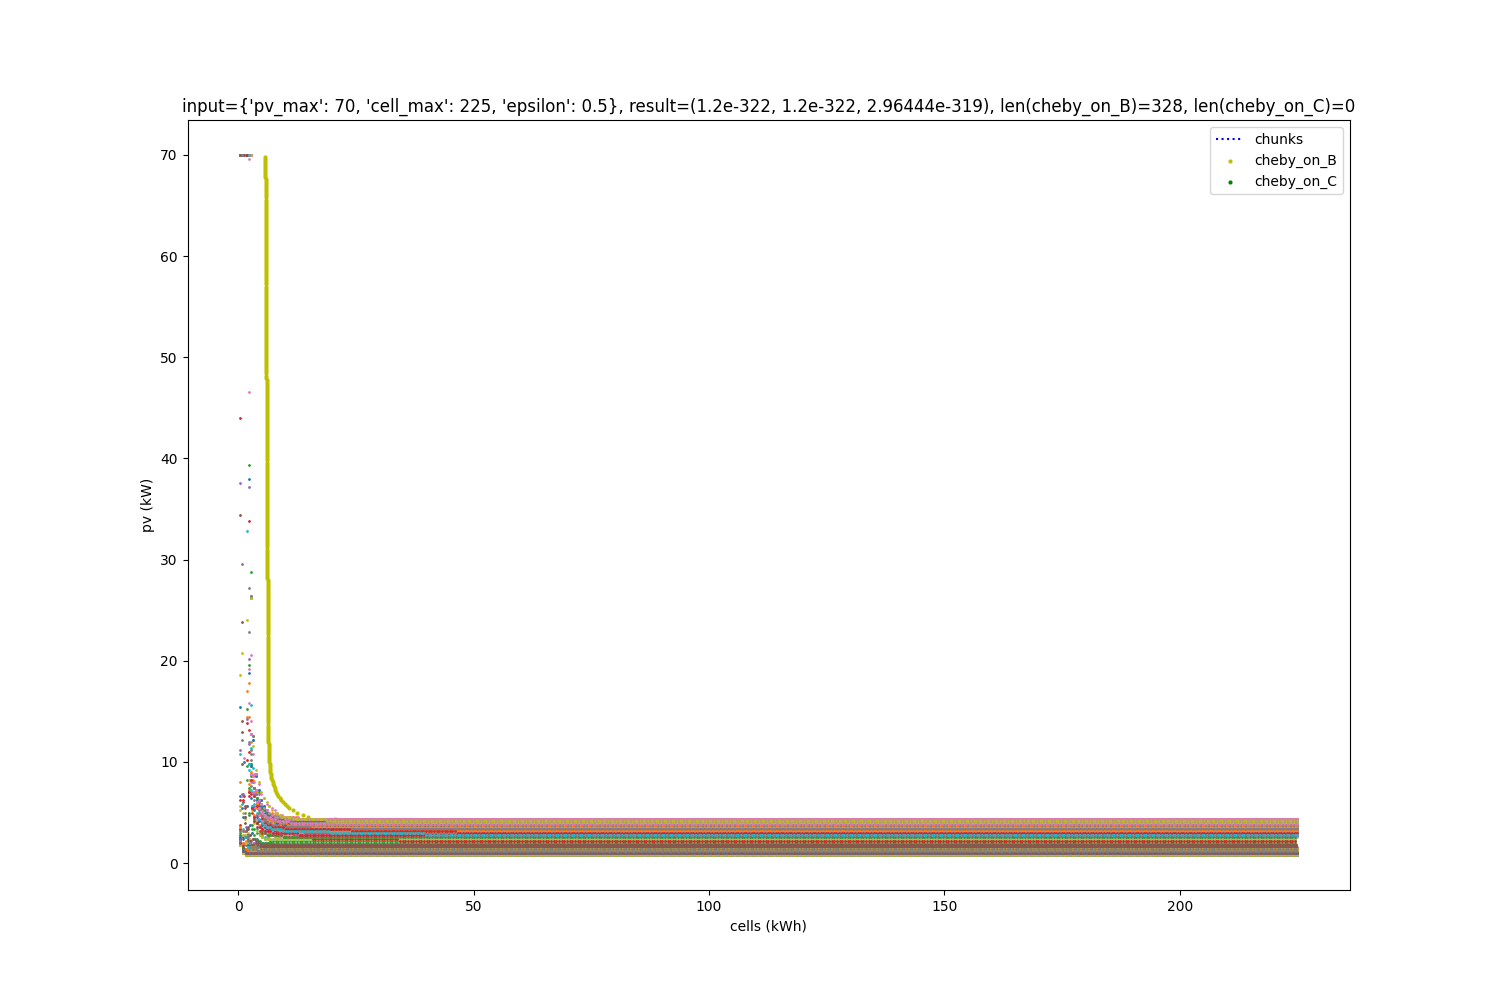 input={'pv_max': 70, 'cell_max': 225, 'epsilon': 0.5}, result=(1.2e-322, 1.2e-322, 2.96444e-319), len(cheby_on_B)=328, len(cheby_on_C)=0
chunks
cheby_on_B
cheby_on_C
70
60
50
40
30
20
10
0
pv (kW)
0 50 100 150 200
cells (kWh)